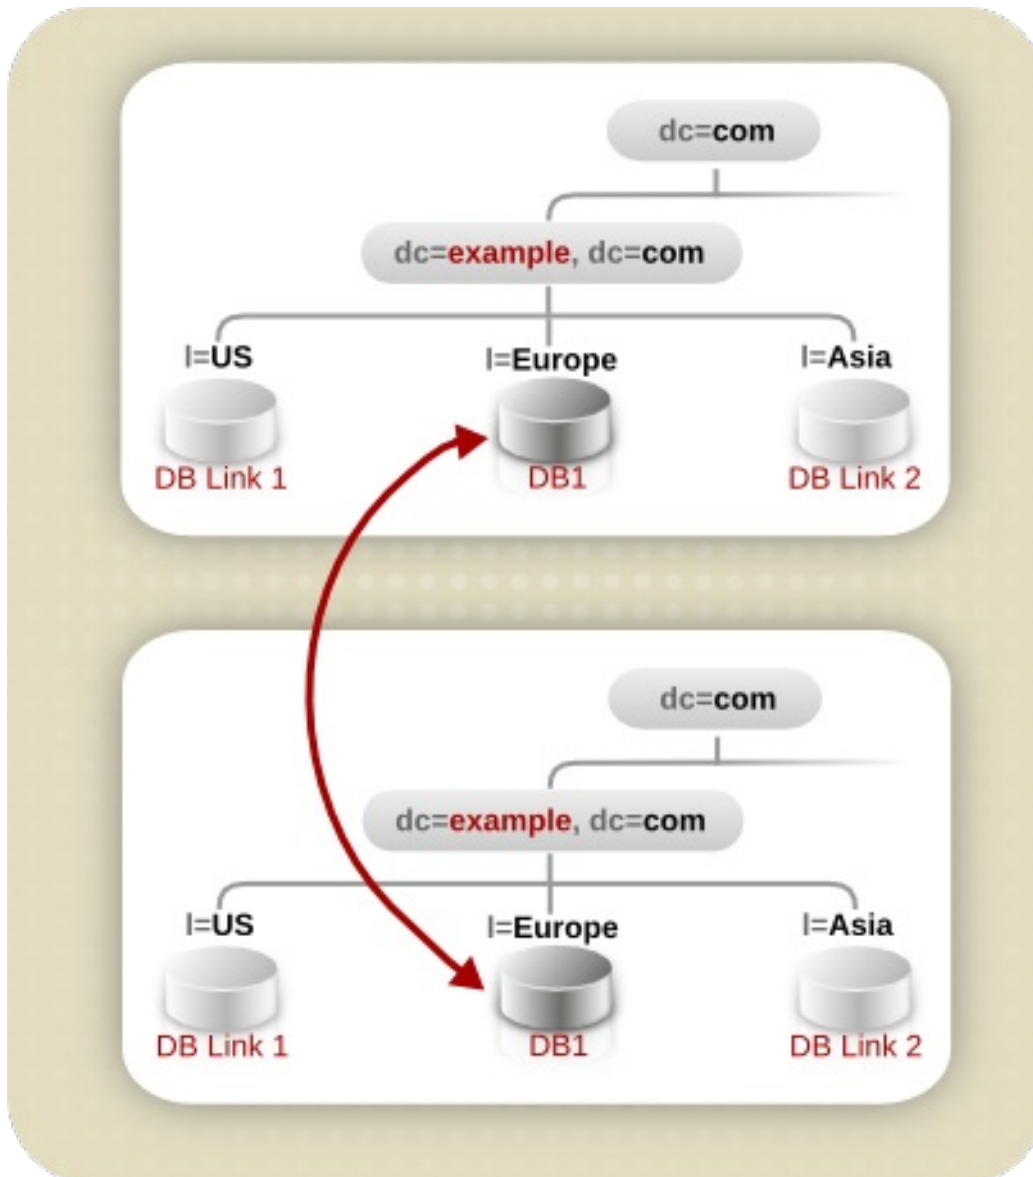 dc=com
dc=example, dc=com
l=US
l=Europe
l=Asia
DB Link 1
DB1
DB Link 2
dc=com
dc=example, dc=com
l=US
l=Europe
l=Asia
DB Link 1
DB1
DB Link 2